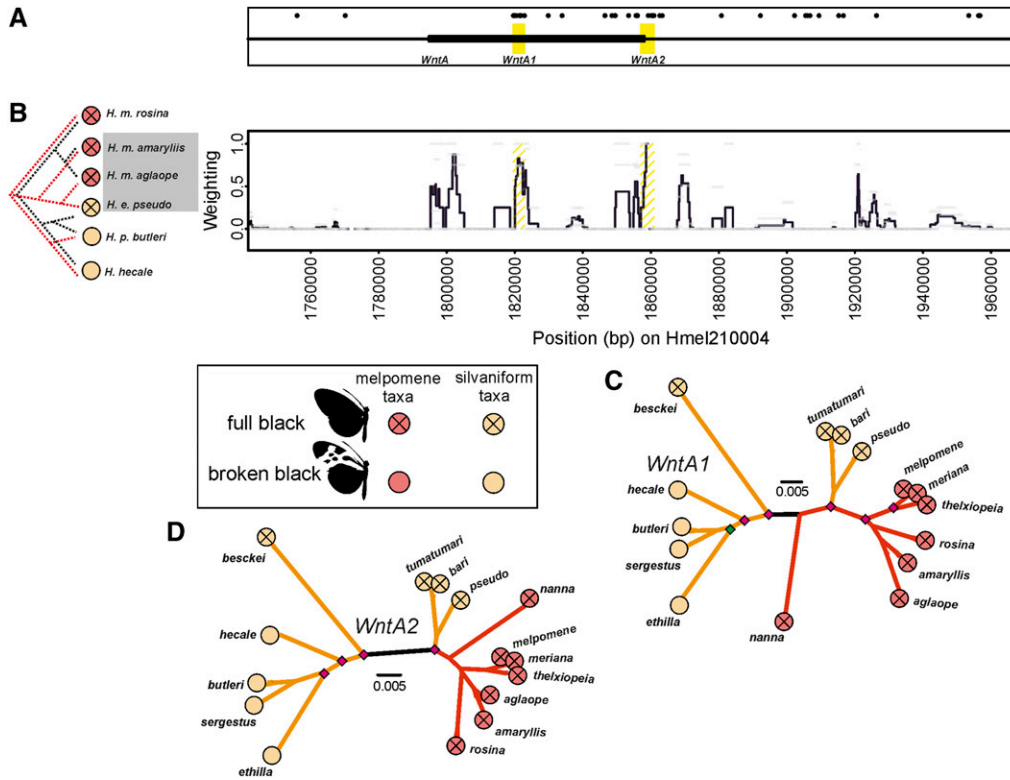 A
WntA WntA1 WntA2
B
H. m. rosina
H. m. amaryliis
H. m. aglaope
H. e. pseudo
H. p. butleri
H. hecale
Weighting
0.0 0.5 1.0
1760000 1780000 1800000 1820000 1840000 1860000 1880000 1900000 1920000 1940000 1960000
Position (bp) on Hmel210004
melpomene taxa
silvaniform taxa
full black
broken black
C
WntA1
0.005
besckei
hecale
butleri
sergestus
ethilla
tumatumari
bari
pseudo
melpomene
meriana
thelxiopeia
rosina
amaryllis
aglaope
nanna
D
WntA2
0.005
besckei
hecale
butleri
sergestus
ethilla
tumatumari
bari
pseudo
nanna
melpomene
meriana
thelxiopeia
aglaope
amaryllis
rosina